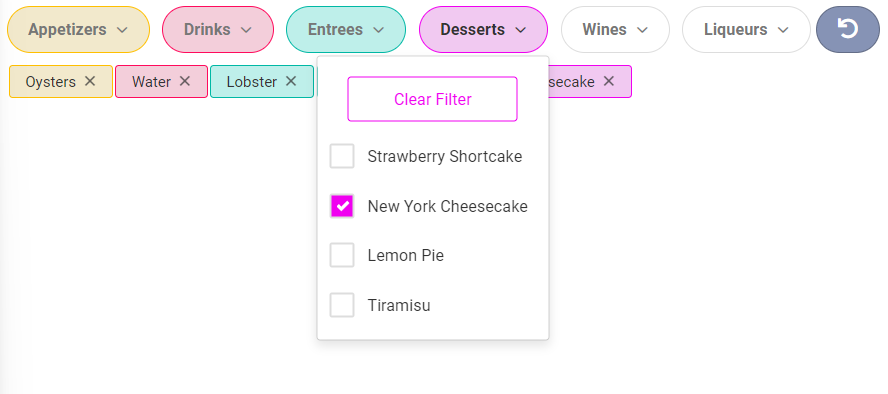 Appetizers Drinks Entrees Desserts Wines Liqueurs
Oysters Water Lobster secake
Clear Filter
Strawberry Shortcake
New York Cheesecake
Lemon Pie
Tiramisu